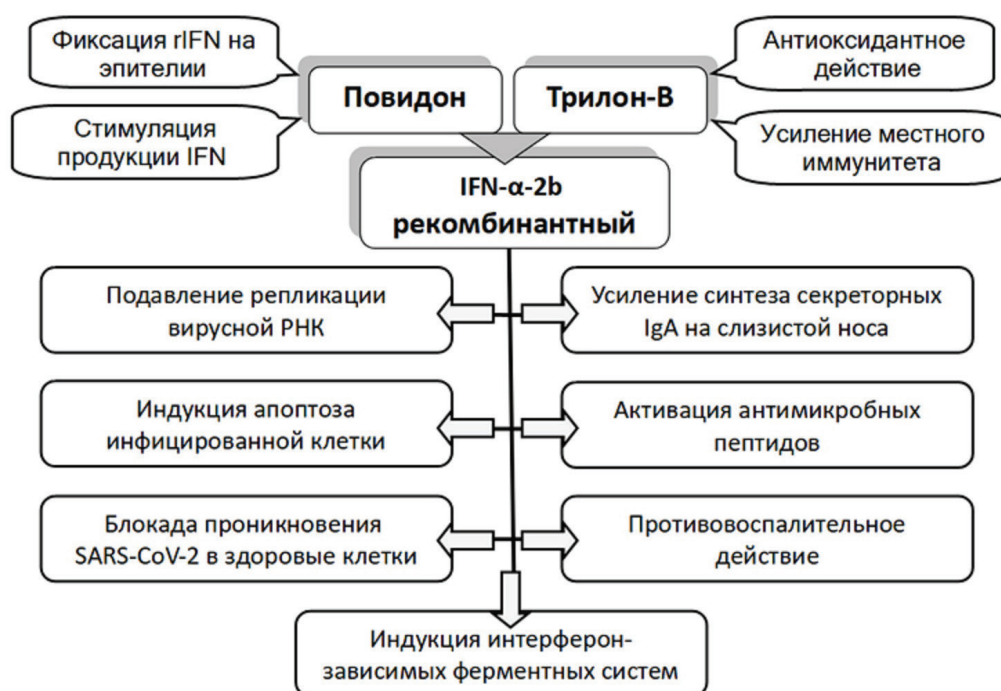 Фиксация rIFN на
эпителии
Стимуляция
продукции IFN
Повидон
Трилон-В
Антиоксидантное
действие
Усиление местного
иммунитета
IFN-α-2b
рекомбинантный
Подавление репликации
вирусной РНК
Усиление синтеза секреторных
IgA на слизистой носа
Индукция апоптоза
инфицированной клетки
Активация антимикробных
пептидов
Блокада проникновения
SARS-CoV-2 в здоровые клетки
Противовоспалительное
действие
Индукция интерферон-
зависимых ферментных систем